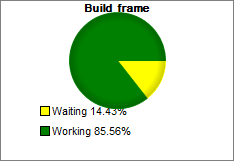 Build frame
Waiting 14.43%
Working 85.56%